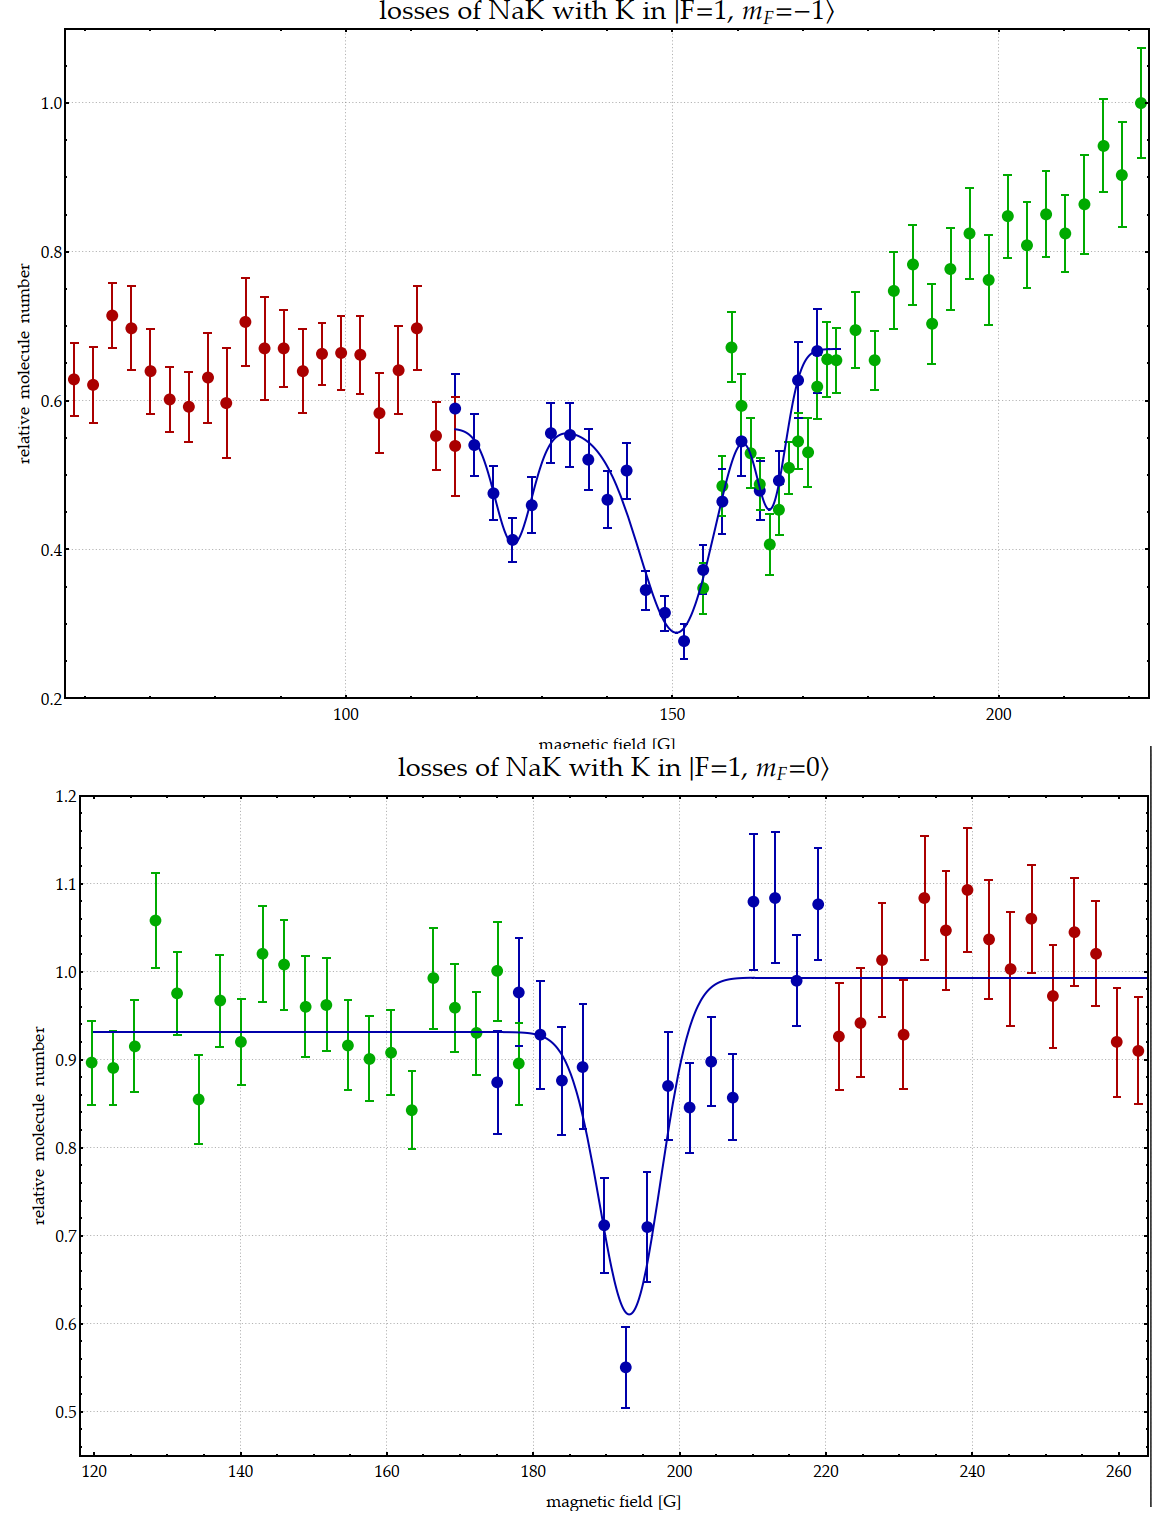 losses of NaK with K in |F=1, m_F=−1⟩
1.0
0.8
0.6
0.4
0.2
relative molecule number
100 150 200
magnetic field [G]
losses of NaK with K in |F=1, m_F=0⟩
1.2
1.1
1.0
0.9
0.8
0.7
0.6
0.5
relative molecule number
120 140 160 180 200 220 240 260
magnetic field [G]